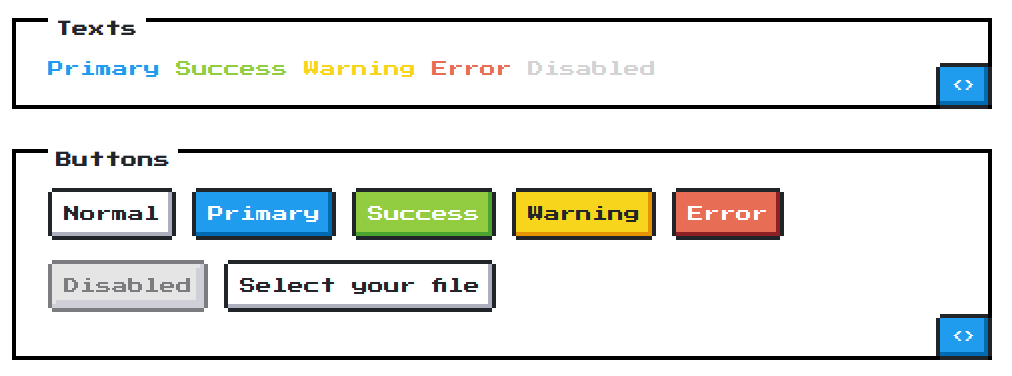 Texts
Primary Success Warning Error Disabled
<>
Buttons
Normal Primary Success Warning Error
Disabled Select your file
<>